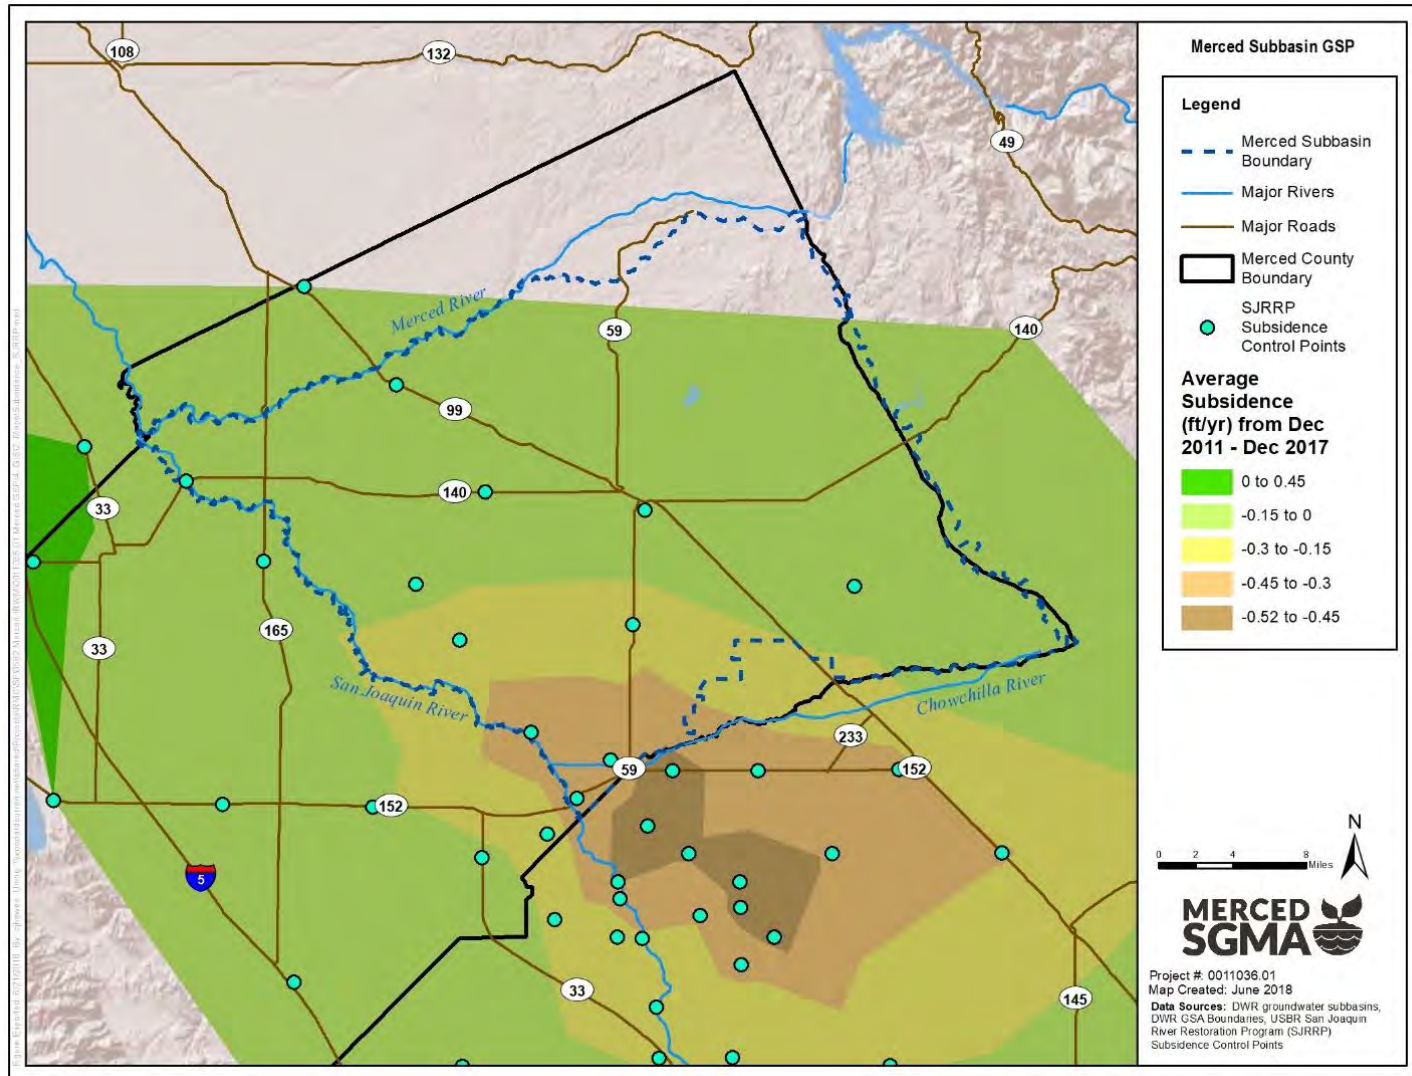 108
132
49
Merced River
59
140
99
140
33
165
33
San Joaquin River
Chowchilla River
233
59
152
152
5
33
145
Merced Subbasin GSP
Legend
Merced Subbasin
Boundary
Major Rivers
Major Roads
Merced County
Boundary
SJRRP
Subsidence
Control Points
Average
Subsidence
(ft/yr) from Dec
2011 - Dec 2017
0 to 0.45
-0.15 to 0
-0.3 to -0.15
-0.45 to -0.3
-0.52 to -0.45
N
0 2 4 8
Miles
MERCED
SGMA
Project #: 0011036.01
Map Created: June 2018
Data Sources: DWR groundwater subbasins,
DWR GSA Boundaries, USBR San Joaquin
River Restoration Program (SJRRP)
Subsidence Control Points